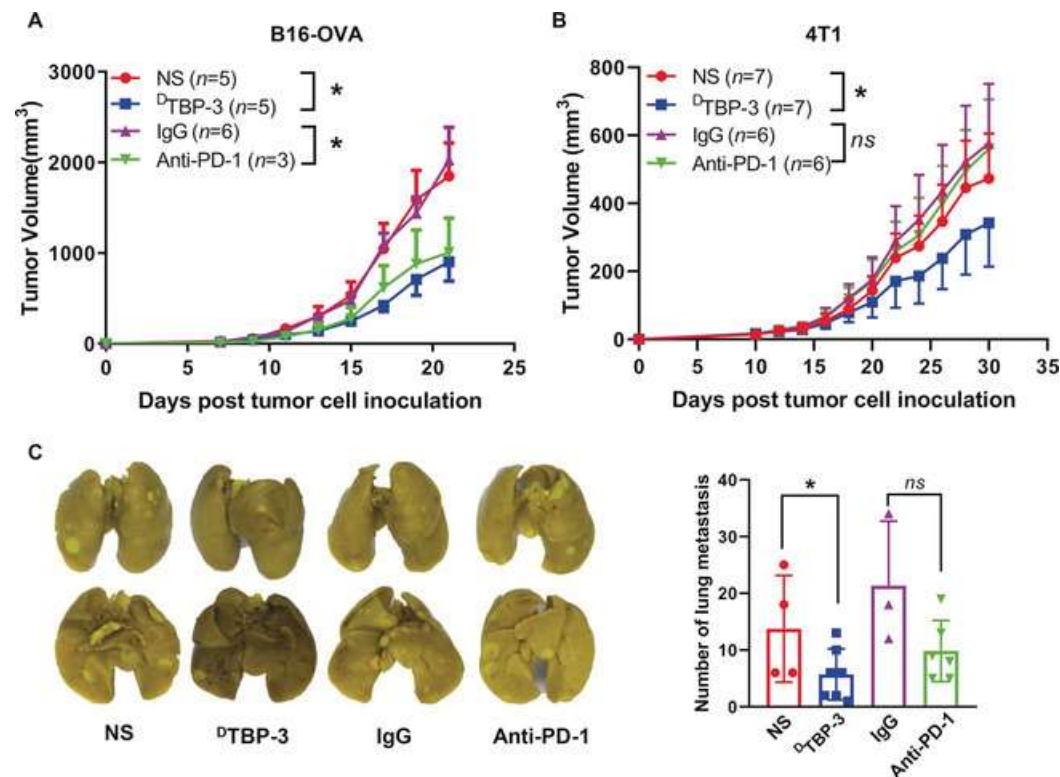 A
B16-OVA
NS (n=5)
ᴰTBP-3 (n=5)
IgG (n=6)
Anti-PD-1 (n=3)
*
*
Tumor Volume(mm³)
3000
2000
1000
0
0 5 10 15 20 25
Days post tumor cell inoculation
B
4T1
NS (n=7)
ᴰTBP-3 (n=7)
IgG (n=6)
Anti-PD-1 (n=6)
*
ns
Tumor Volume (mm³)
800
600
400
200
0
0 5 10 15 20 25 30 35
Days post tumor cell inoculation
C
NS ᴰTBP-3 IgG Anti-PD-1
Number of lung metastasis
40
30
20
10
0
*
ns
NS
ᴰTBP-3
IgG
Anti-PD-1